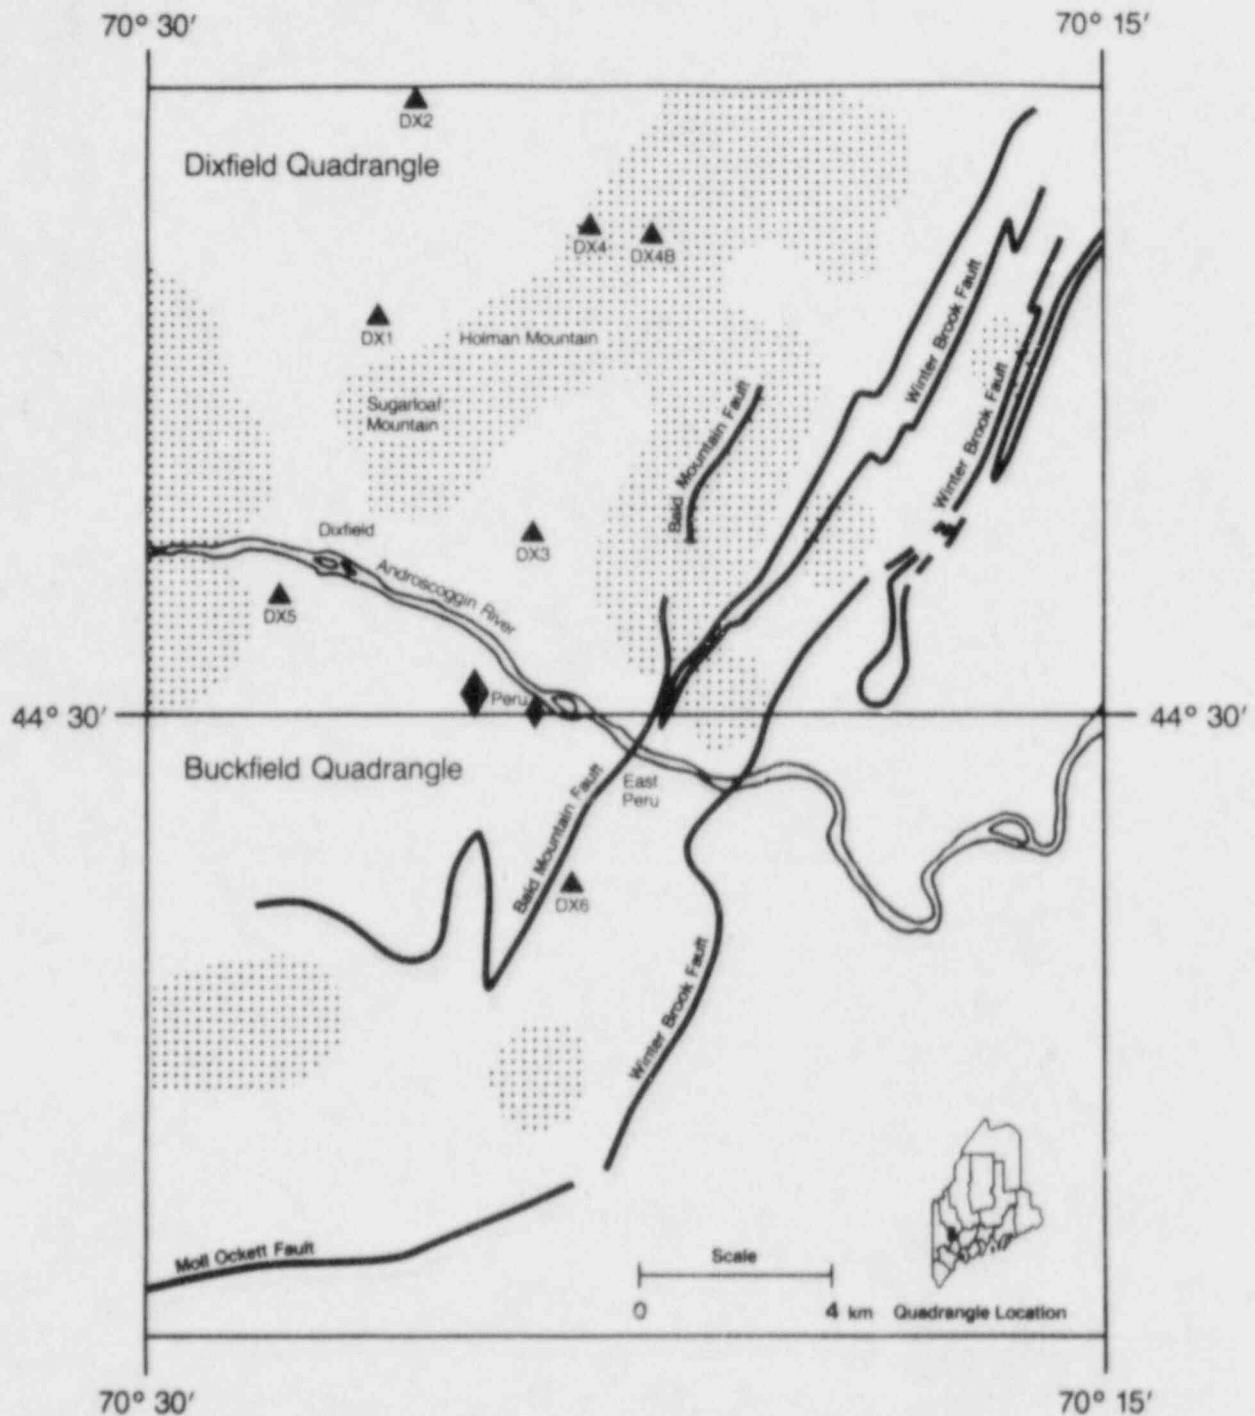 70° 30′
70° 15′
DX2
Dixfield Quadrangle
DX4
DX4B
DX1
Holman Mountain
Winter Brook Fault
Sugarloaf
Mountain
Bald Mountain Fault
Winter Brook Fault
Dixfield
DX3
Androscoggin River
DX5
Peru
44° 30′
44° 30′
Buckfield Quadrangle
East
Peru
Bald Mountain Fault
DX6
Winter Brook Fault
Moll Ockett Fault
Scale
0
4 km
Quadrangle Location
70° 30′
70° 15′